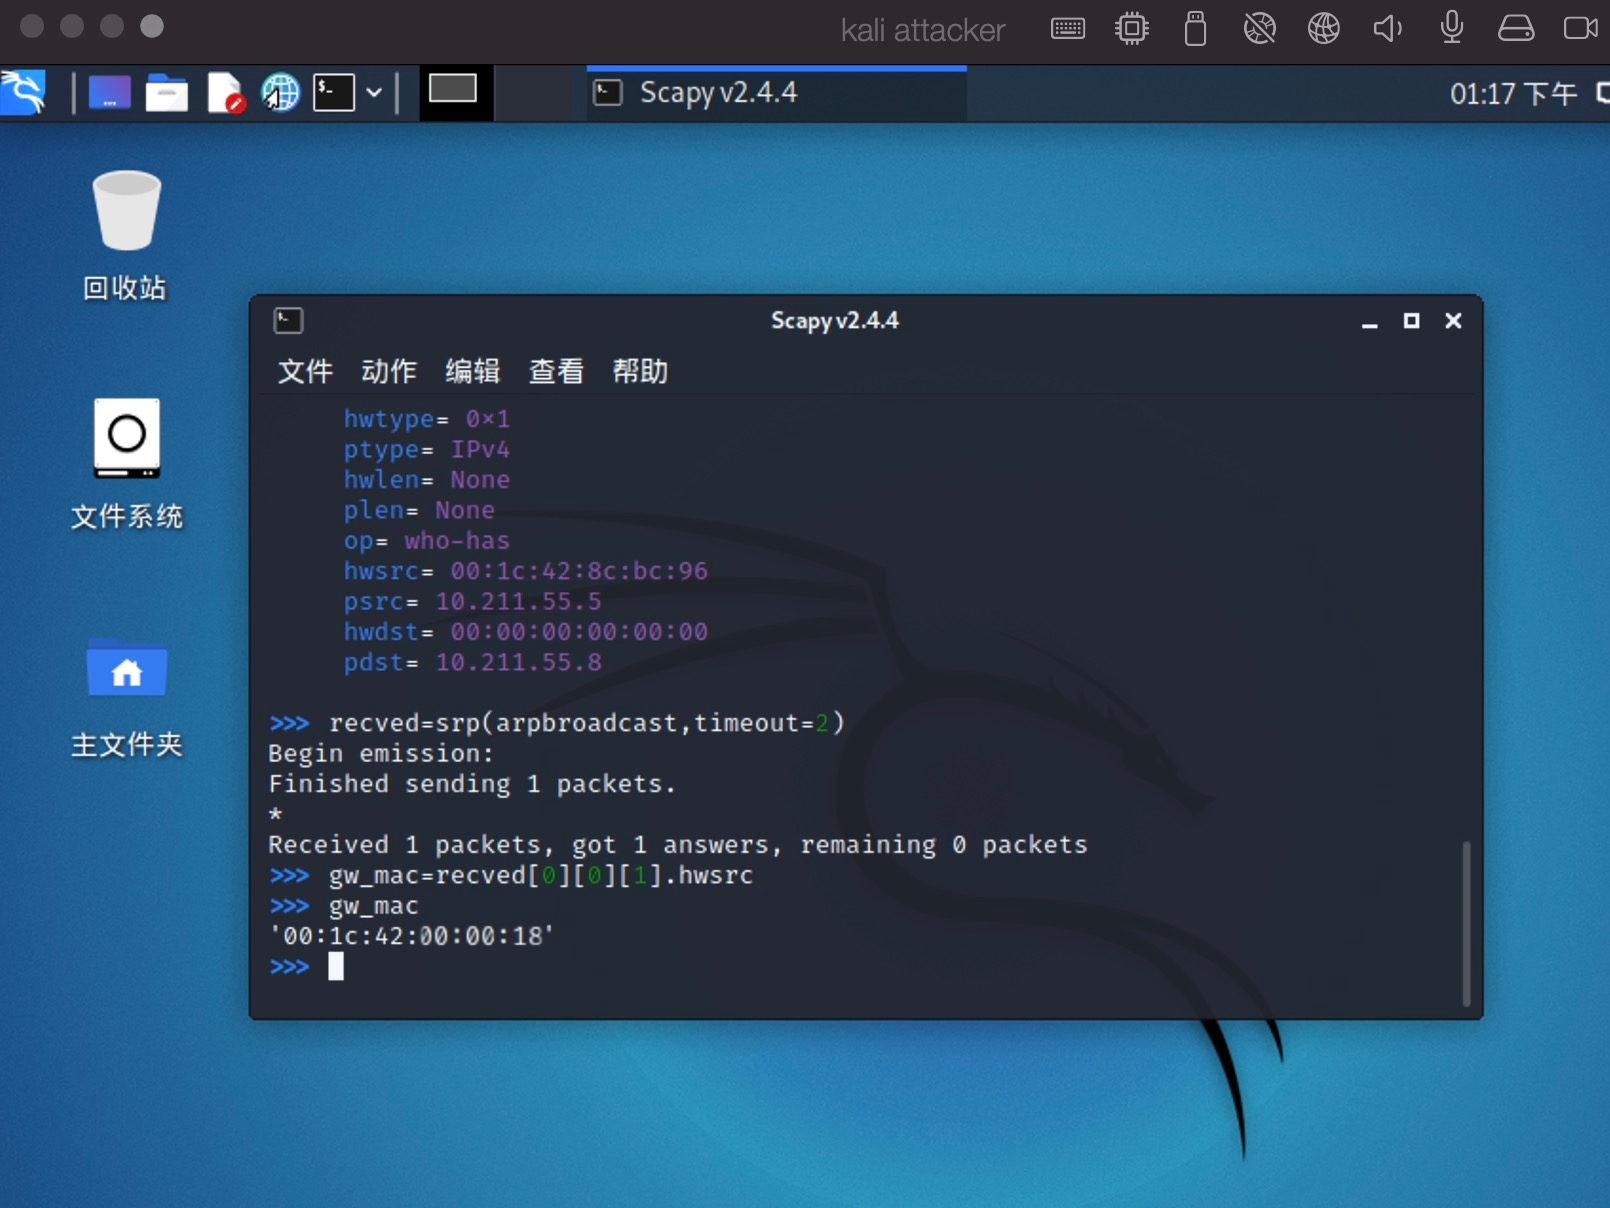 kali attacker
Scapy v2.4.4
01:17 下午
回收站
文件系统
主文件夹
Scapy v2.4.4
文件 动作 编辑 查看 帮助
hwtype= 0×1
ptype= IPv4
hwlen= None
plen= None
op= who-has
hwsrc= 00:1c:42:8c:bc:96
psrc= 10.211.55.5
hwdst= 00:00:00:00:00:00
pdst= 10.211.55.8
>>> recved=srp(arpbroadcast,timeout=2)
Begin emission:
Finished sending 1 packets.
*
Received 1 packets, got 1 answers, remaining 0 packets
>>> gw_mac=recved[0][0][1].hwsrc
>>> gw_mac
'00:1c:42:00:00:18'
>>>